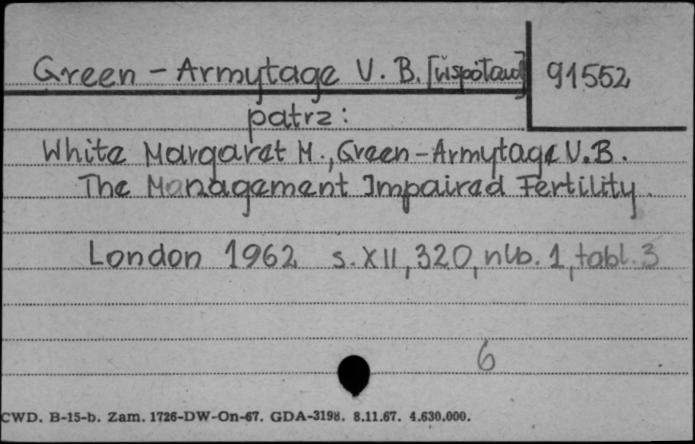 Green - Armytage V. B. [współaut] 91552
patrz:
White Margaret M., Green-Armytage V.B.
The Management Impaired Fertility
London 1962 s. XII, 320, nlb. 1, tabl. 3
6
CWD. B-15-b. Zam. 1726-DW-On-67. GDA-3198. 8.11.67. 4.630.000.